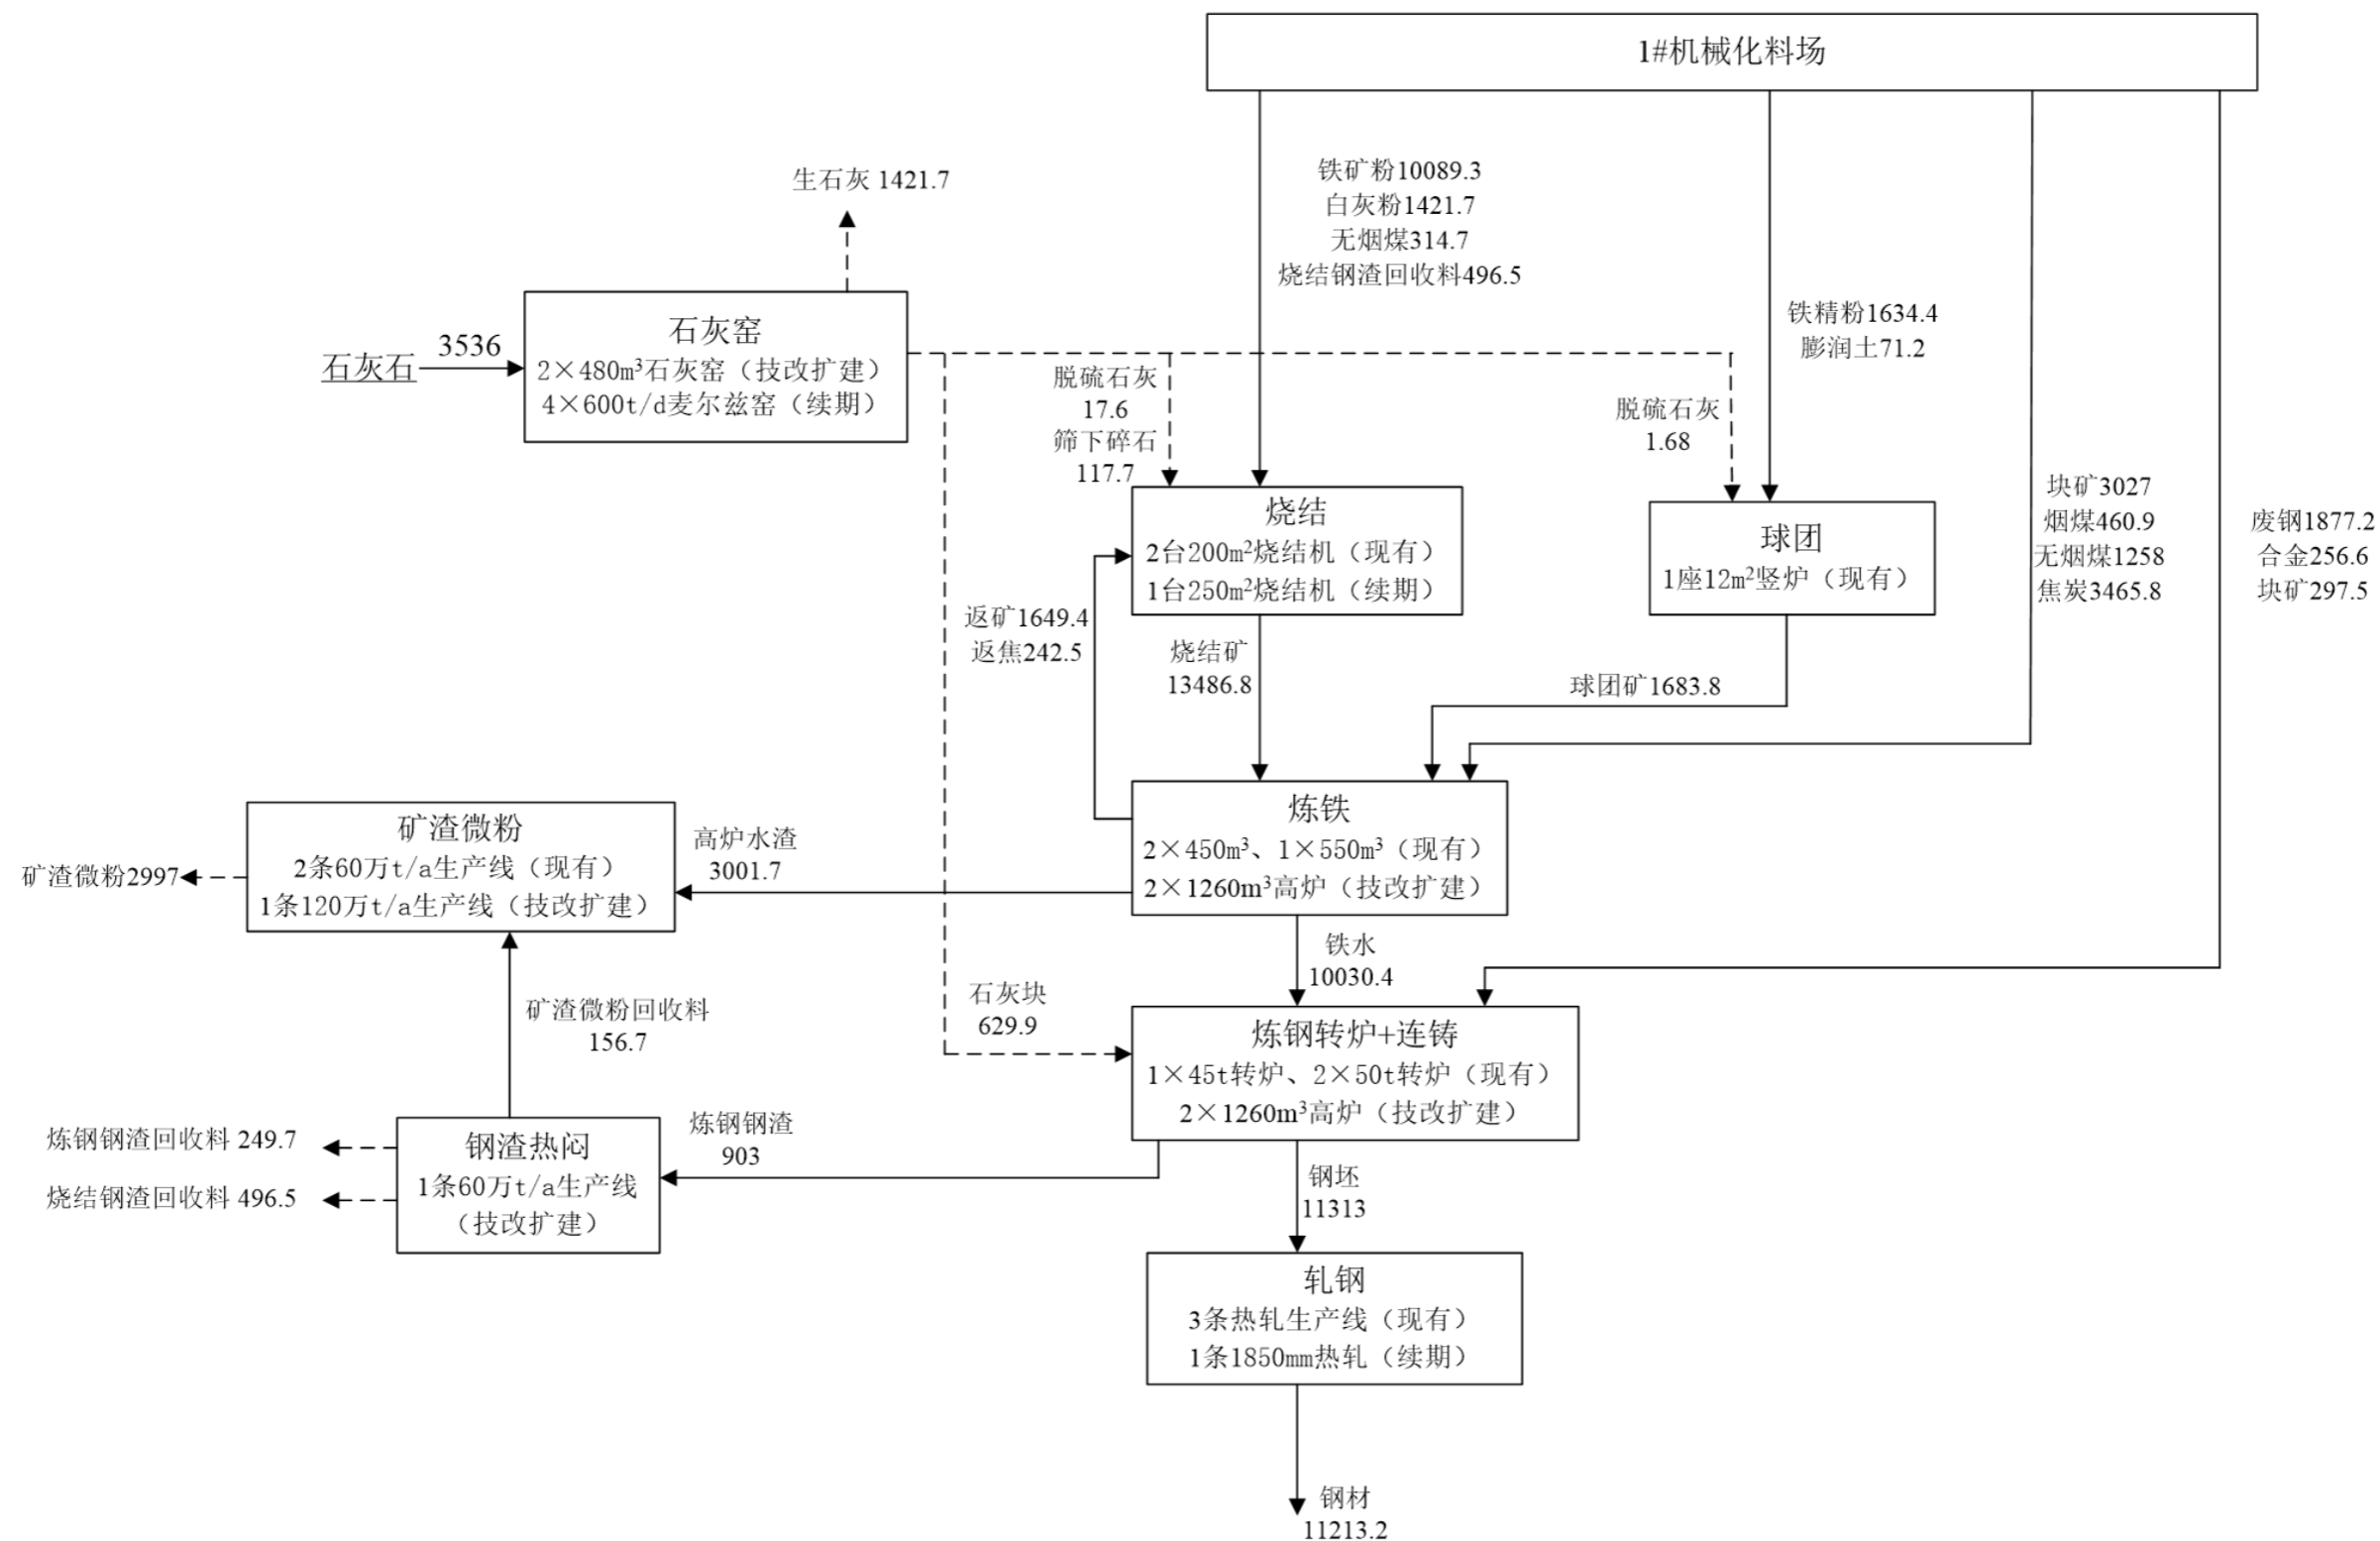 1#机械化料场
生石灰 1421.7
铁矿粉10089.3
白灰粉1421.7
无烟煤314.7
烧结钢渣回收料496.5
铁精粉1634.4
膨润土71.2
石灰石
3536
石灰窑
2×480m³石灰窑（技改扩建）
4×600t/d麦尔兹窑（续期）
脱硫石灰
17.6
筛下碎石
117.7
脱硫石灰
1.68
块矿3027
烟煤460.9
无烟煤1258
焦炭3465.8
废钢1877.2
合金256.6
块矿297.5
烧结
2台200m²烧结机（现有）
1台250m²烧结机（续期）
球团
1座12m²竖炉（现有）
返矿1649.4
返焦242.5
烧结矿
13486.8
球团矿1683.8
炼铁
2×450m³、1×550m³（现有）
2×1260m³高炉（技改扩建）
矿渣微粉
2条60万t/a生产线（现有）
1条120万t/a生产线（技改扩建）
矿渣微粉2997
高炉水渣
3001.7
铁水
10030.4
石灰块
629.9
矿渣微粉回收料
156.7
炼钢转炉+连铸
1×45t转炉、2×50t转炉（现有）
2×1260m³高炉（技改扩建）
炼钢钢渣回收料 249.7
烧结钢渣回收料 496.5
钢渣热闷
1条60万t/a生产线
（技改扩建）
炼钢钢渣
903
钢坯
11313
轧钢
3条热轧生产线（现有）
1条1850mm热轧（续期）
钢材
11213.2